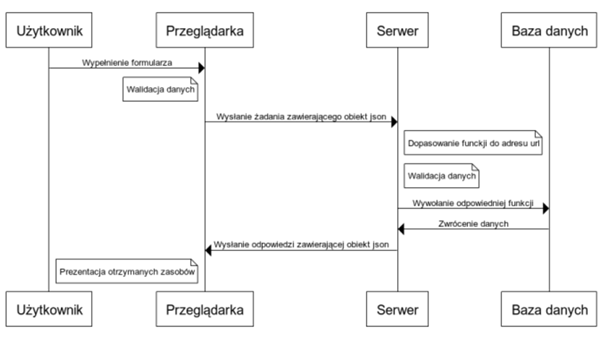 Użytkownik
Przeglądarka
Serwer
Baza danych
Wypełnienie formularza
Walidacja danych
Wysłanie żadania zawierającego obiekt json
Dopasowanie funckji do adresu url
Walidacja danych
Wywołanie odpowiedniej funkcji
Zwrócenie danych
Wysłanie odpowiedzi zawierającej obiekt json
Prezentacja otrzymanych zasobów
Użytkownik
Przeglądarka
Serwer
Baza danych